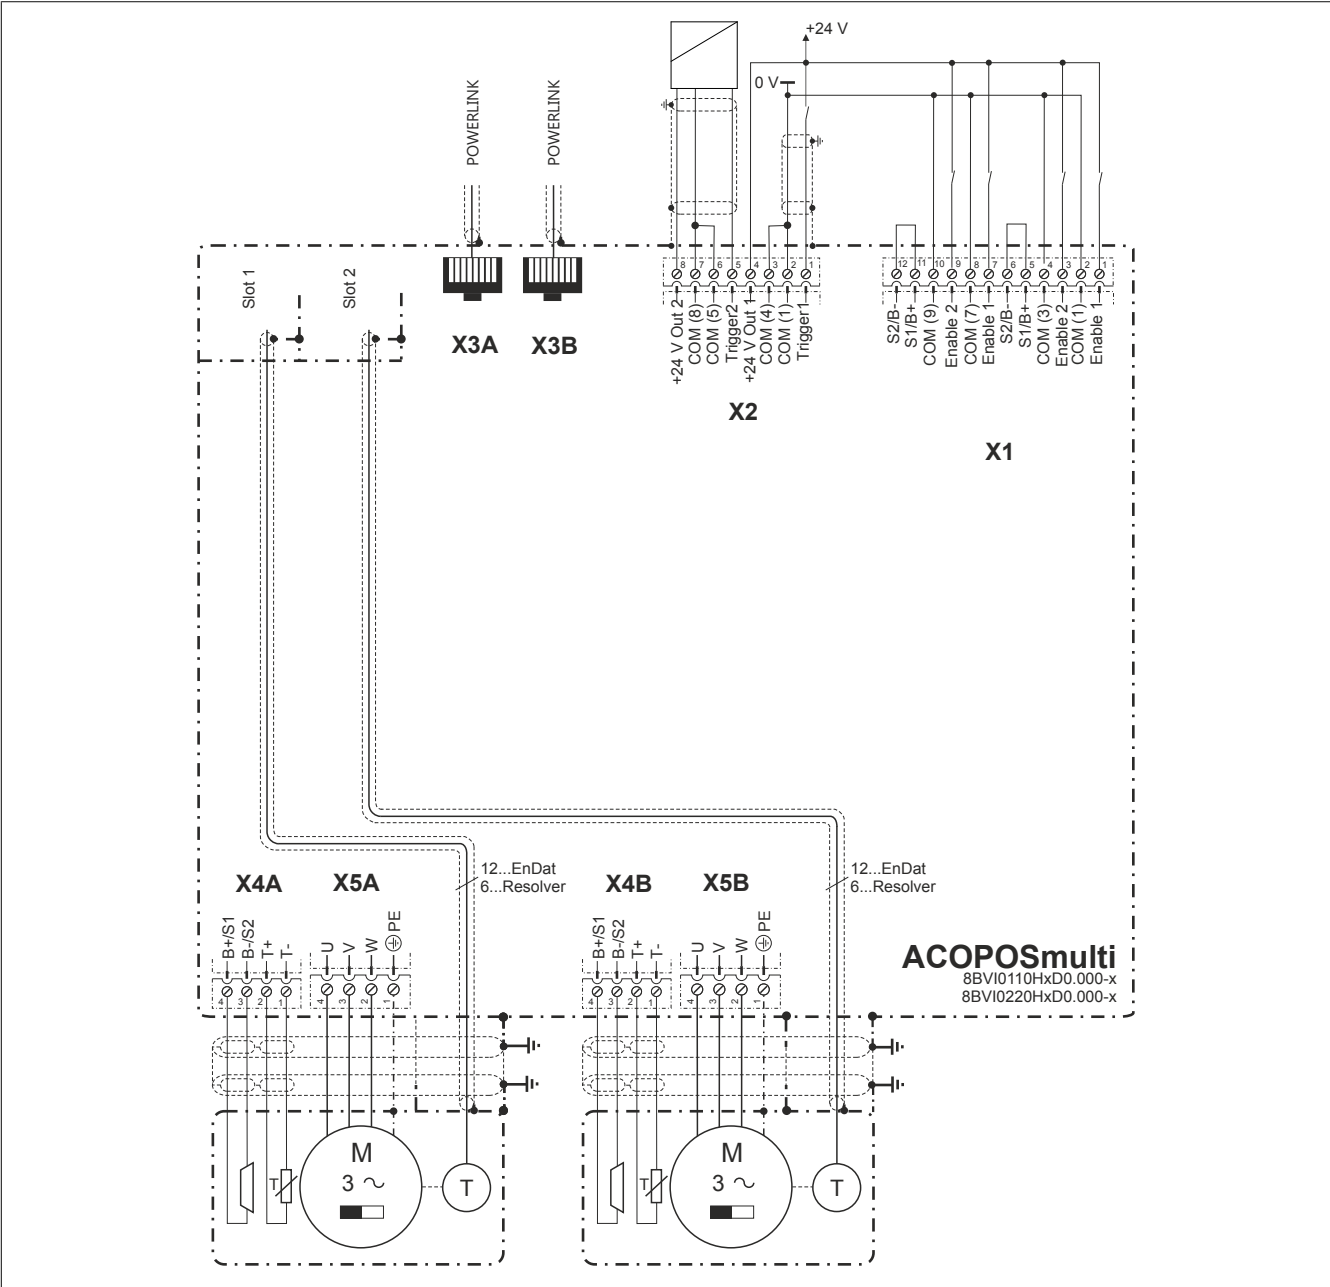 +24 V
0 V
POWERLINK
POWERLINK
Slot 1
Slot 2
8 7 6 5 4 3 2 1
12 11 10 9 8 7 6 5 4 3 2 1
+24 V Out 2
COM (8)
COM (5)
Trigger2
+24 V Out 1
COM (4)
COM (1)
Trigger1
S2/B-
S1/B+
COM (9)
Enable 2
COM (7)
Enable 1
S2/B-
S1/B+
COM (3)
Enable 2
COM (1)
Enable 1
X3A
X3B
X2
X1
12...EnDat
6...Resolver
12...EnDat
6...Resolver
X4A
X5A
X4B
X5B
B+/S1
B-/S2
T+
T-
U
V
W
PE
B+/S1
B-/S2
T+
T-
U
V
W
PE
4 3 2 1
4 3 2 1
4 3 2 1
4 3 2 1
ACOPOSmulti
8BVI0110HxD0.000-x
8BVI0220HxD0.000-x
T
M
3 ~
T
T
M
3 ~
T